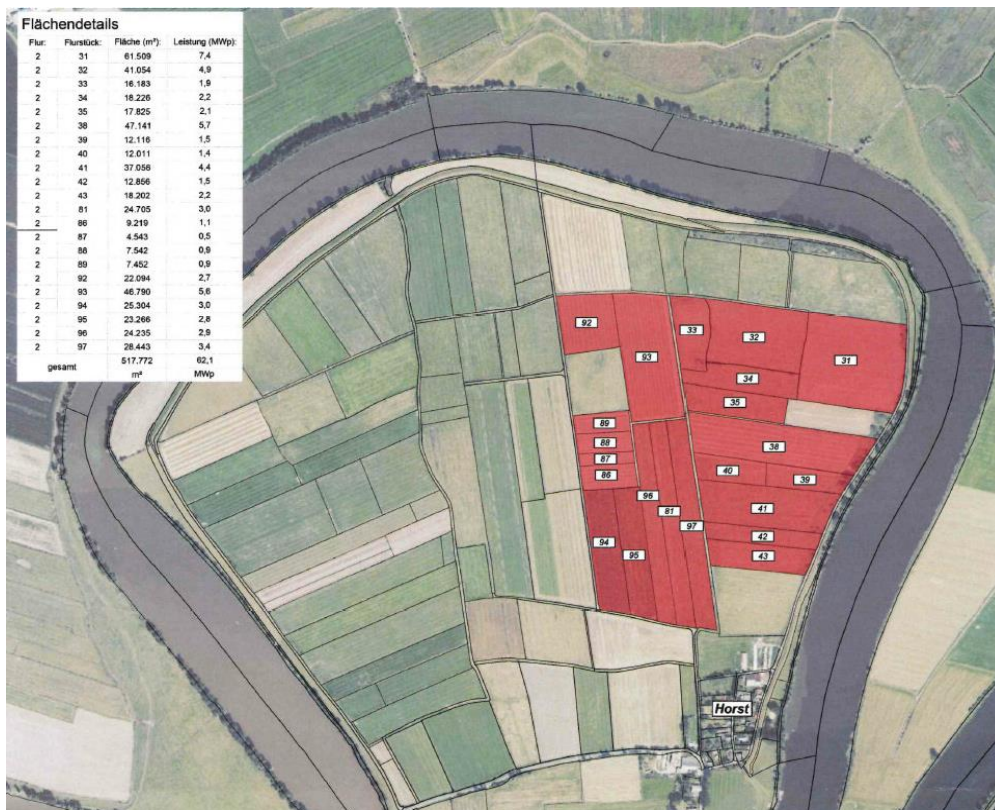 Flächendetails
Flur: Flurstück: Fläche (m²): Leistung (MWp):
2 31 61.509 7,4
2 32 41.054 4,9
2 33 16.183 1,9
2 34 18.226 2,2
2 35 17.825 2,1
2 38 47.141 5,7
2 39 12.116 1,5
2 40 12.011 1,4
2 41 37.056 4,4
2 42 12.856 1,5
2 43 18.202 2,2
2 81 24.705 3,0
2 86 9.219 1,1
2 87 4.543 0,5
2 88 7.542 0,9
2 89 7.452 0,9
2 92 22.094 2,7
2 93 46.790 5,6
2 94 25.304 3,0
2 95 23.266 2,8
2 96 24.235 2,9
2 97 28.443 3,4
gesamt 517.772 62,1
m² MWp
92
33
32
93
31
34
35
89
88
38
87
40
39
86
96
81
41
97
42
94
95
43
Horst